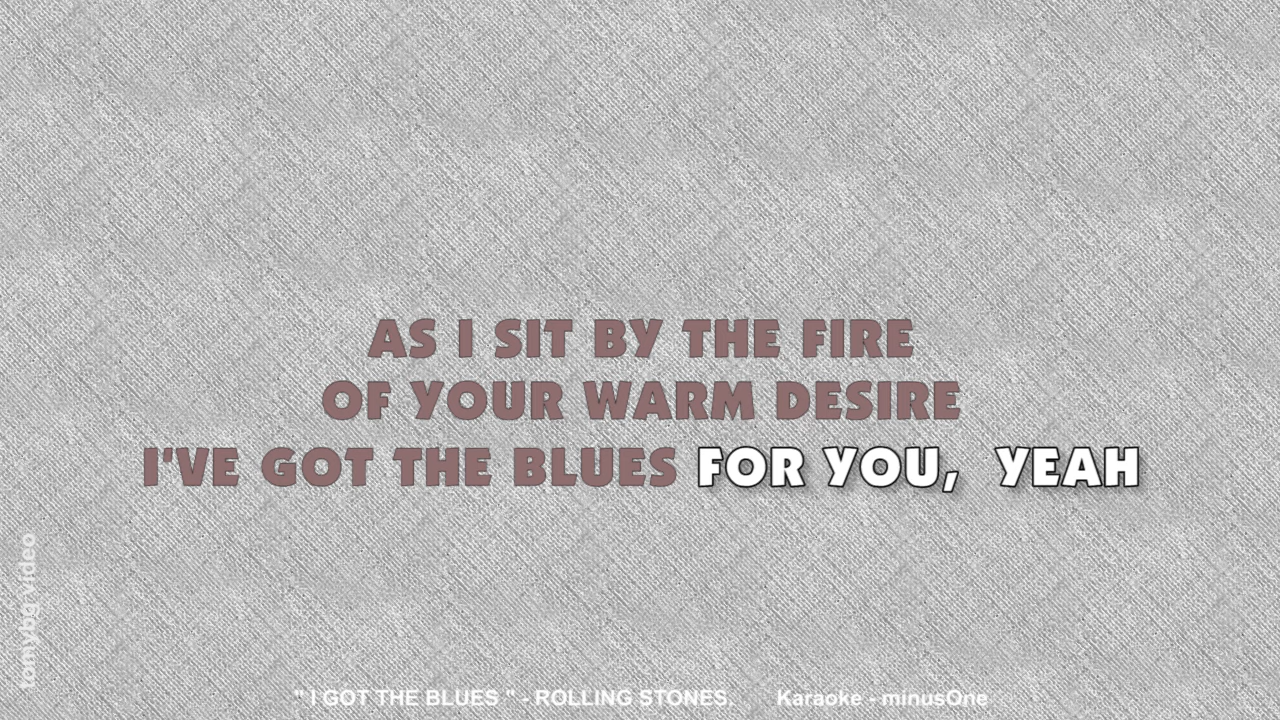 AS I SIT BY THE FIRE
OF YOUR WARM DESIRE
I'VE GOT THE BLUES FOR YOU, YEAH
tomybg video
" I GOT THE BLUES " - ROLLING STONES. Karaoke - minusOne